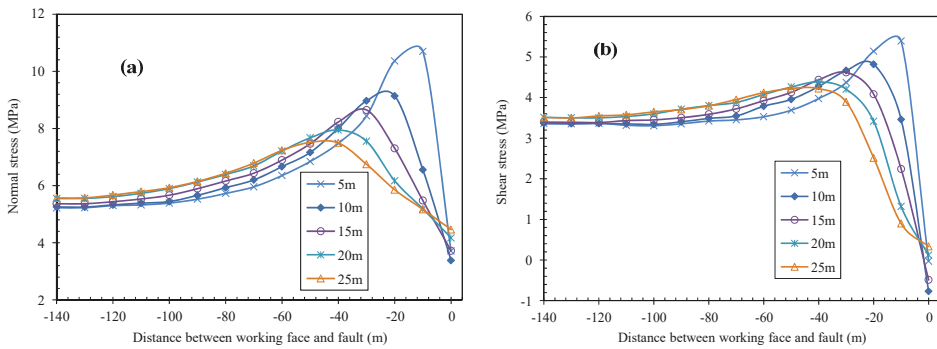 12
10
8
6
4
2
Normal stress (MPa)
(a)
5m
10m
15m
20m
25m
-140 -120 -100 -80 -60 -40 -20 0
Distance between working face and fault (m)
6
5
4
3
2
1
0
-1
Shear stress (MPa)
(b)
5m
10m
15m
20m
25m
-140 -120 -100 -80 -60 -40 -20 0
Distance between working face and fault (m)